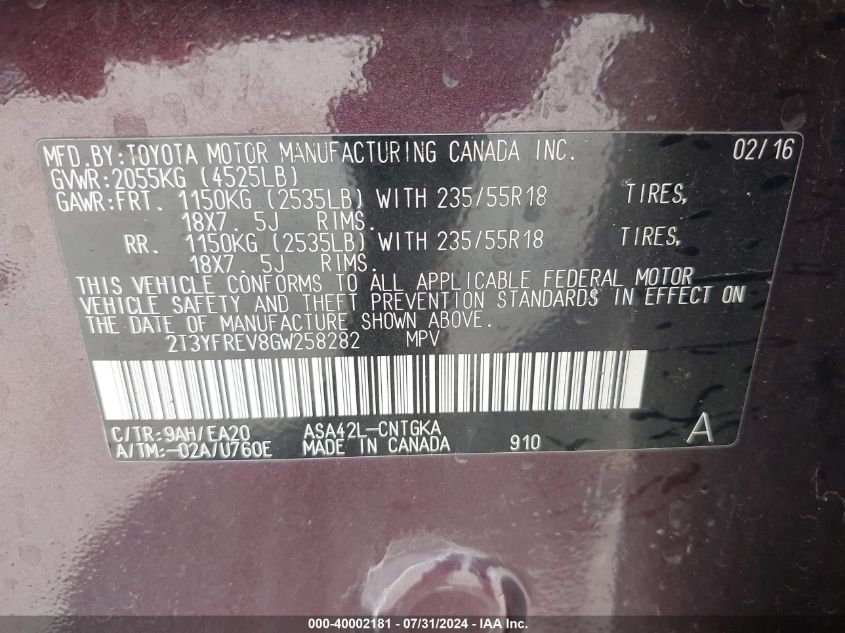 MFD.BY:TOYOTA MOTOR MANUFACTURING CANADA INC. 02/16
GVWR:2055KG (4525LB)
GAWR:FRT. 1150KG (2535LB) WITH 235/55R18 TIRES,
18X7.5J RIMS.
RR. 1150KG (2535LB) WITH 235/55R18 TIRES,
18X7.5J RIMS.
THIS VEHICLE CONFORMS TO ALL APPLICABLE FEDERAL MOTOR
VEHICLE SAFETY AND THEFT PREVENTION STANDARDS IN EFFECT ON
THE DATE OF MANUFACTURE SHOWN ABOVE.
2T3YFREV8GW258282 MPV
C/TR:9AH/EA20 ASA42L-CNTGKA
A/TM:-02A/U760E MADE IN CANADA 910 A
000-40002181 - 07/31/2024 - IAA Inc.